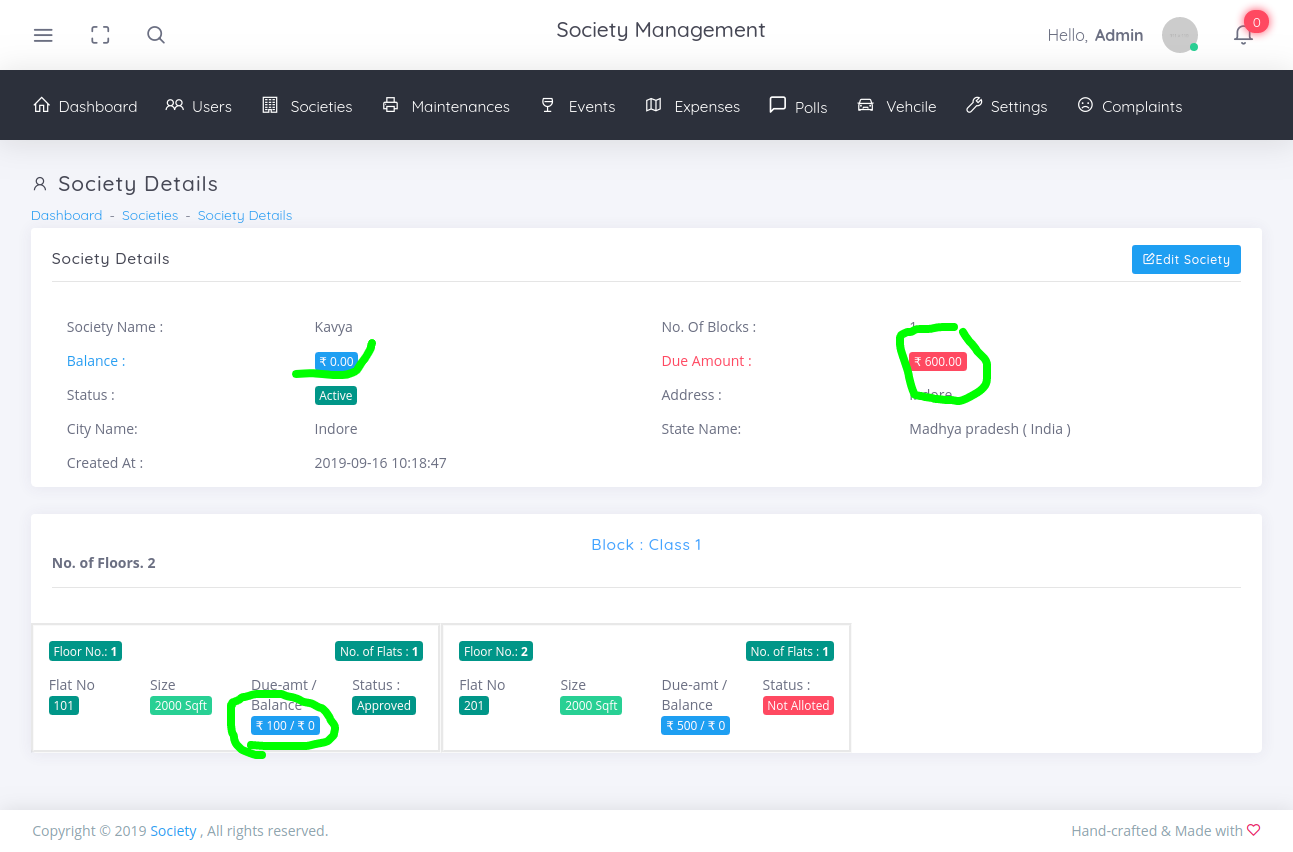 Society Management
Hello, Admin
0
Dashboard Users Societies Maintenances Events Expenses Polls Vehcile Settings Complaints
Society Details
Dashboard - Societies - Society Details
Society Details
Edit Society
Society Name : Kavya No. Of Blocks : 1
Balance : ₹ 0.00 Due Amount : ₹ 600.00
Status : Active Address : Indore
City Name: Indore State Name: Madhya pradesh ( India )
Created At : 2019-09-16 10:18:47
Block : Class 1
No. of Floors. 2
Floor No.: 1 No. of Flats : 1
Flat No Size Due-amt / Balance Status :
101 2000 Sqft ₹ 100 / ₹ 0 Approved
Floor No.: 2 No. of Flats : 1
Flat No Size Due-amt / Balance Status :
201 2000 Sqft ₹ 500 / ₹ 0 Not Alloted
Copyright © 2019 Society , All rights reserved.
Hand-crafted & Made with